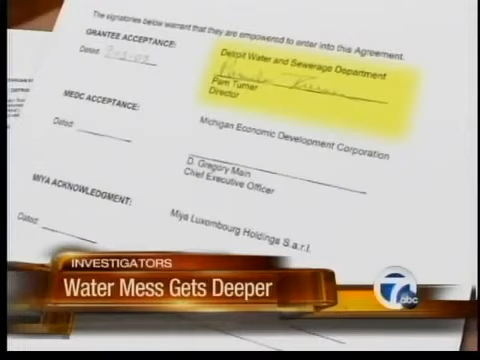 The signatories below warrant that they are empowered to enter into this Agreement.
GRANTEE ACCEPTANCE:
Dated:
Detroit Water and Sewerage Department
Pam Turner
Director
MEDC ACCEPTANCE:
Dated:
Michigan Economic Development Corporation
D. Gregory Main
Chief Executive Officer
MIYA ACKNOWLEDGMENT:
Dated:
Miya Luxembourg Holdings S.a.r.l.
INVESTIGATORS
Water Mess Gets Deeper
7 abc